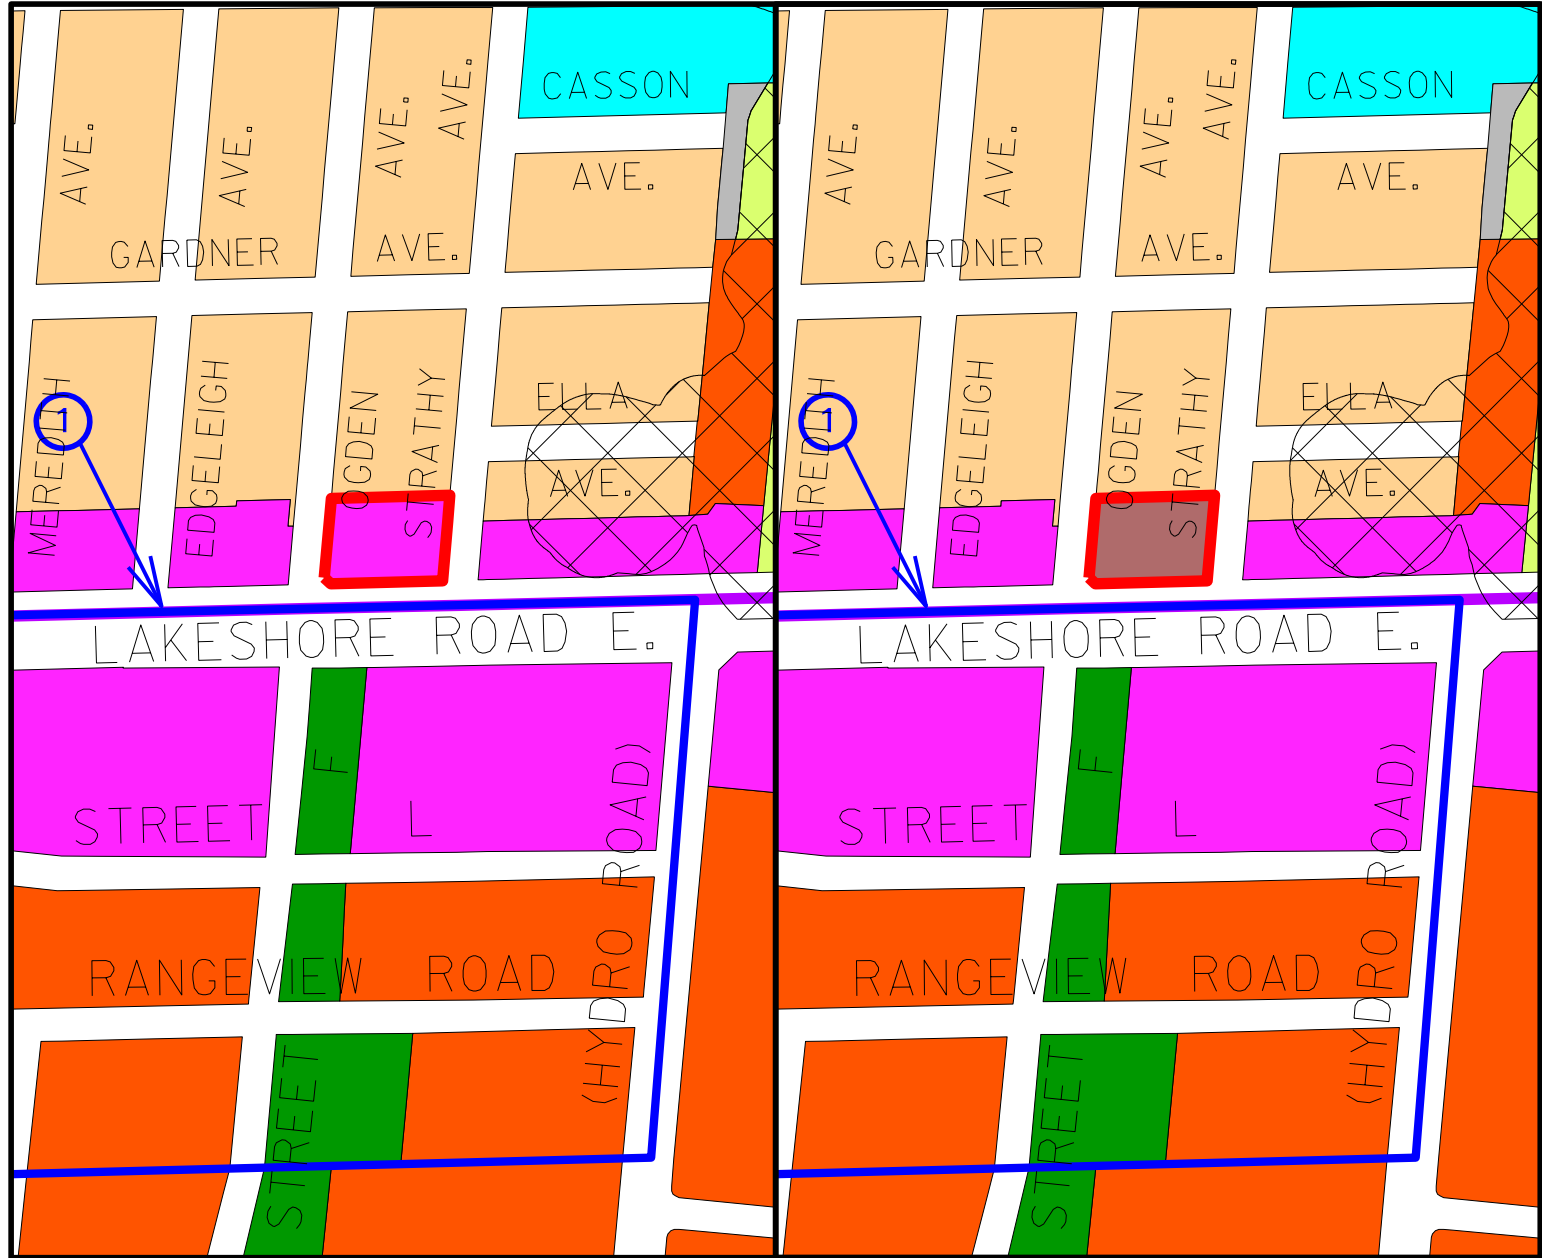 CASSON
AVE.
AVE.
AVE.
AVE.
AVE.
GARDNER AVE.
MEREDITH
EDGELEIGH
OGDEN
STRATHY
ELLA
AVE.
1
LAKESHORE ROAD E.
F
L
STREET
(HYDRO ROAD)
RANGEVIEW ROAD
STREET
CASSON
AVE.
AVE.
AVE.
AVE.
AVE.
GARDNER AVE.
MEREDITH
EDGELEIGH
OGDEN
STRATHY
ELLA
AVE.
1
LAKESHORE ROAD E.
F
L
STREET
(HYDRO ROAD)
RANGEVIEW ROAD
STREET